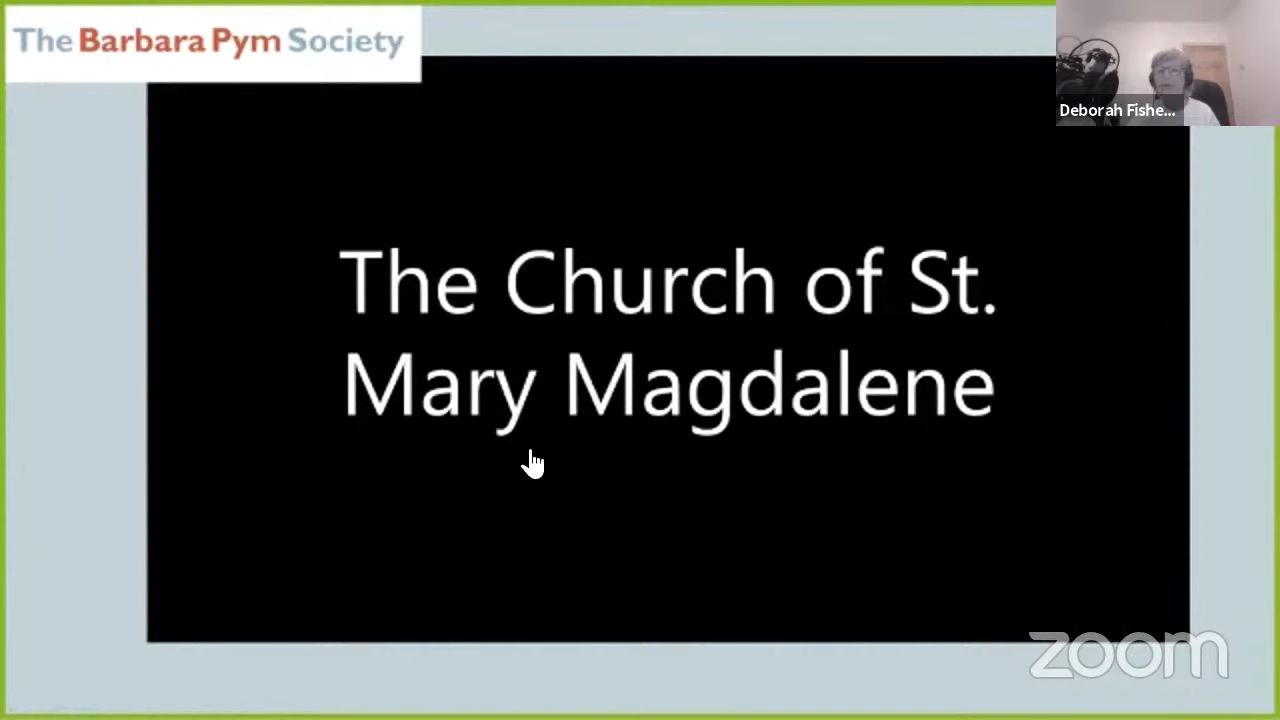 The Barbara Pym Society
Deborah Fishe...
The Church of St.
Mary Magdalene
zoom